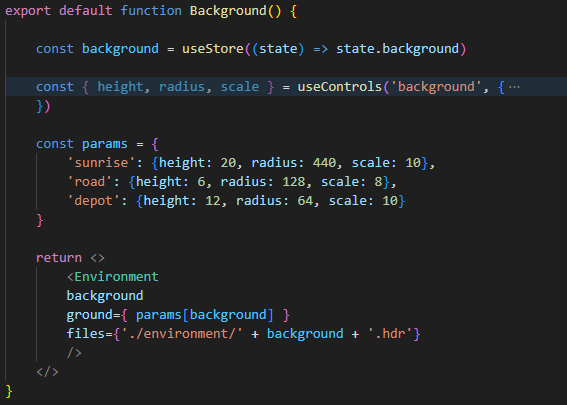 export default function Background() {
const background = useStore((state) => state.background)
const { height, radius, scale } = useControls('background', {⋯
})
const params = {
'sunrise': {height: 20, radius: 440, scale: 10},
'road': {height: 6, radius: 128, scale: 8},
'depot': {height: 12, radius: 64, scale: 10}
}
return <>
<Environment
background
ground={ params[background] }
files={'./environment/' + background + '.hdr'}
/>
</>
}